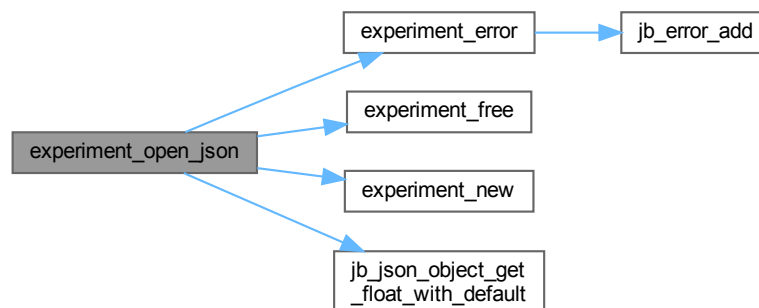 experiment_error
jb_error_add
experiment_free
experiment_open_json
experiment_new
jb_json_object_get
_float_with_default